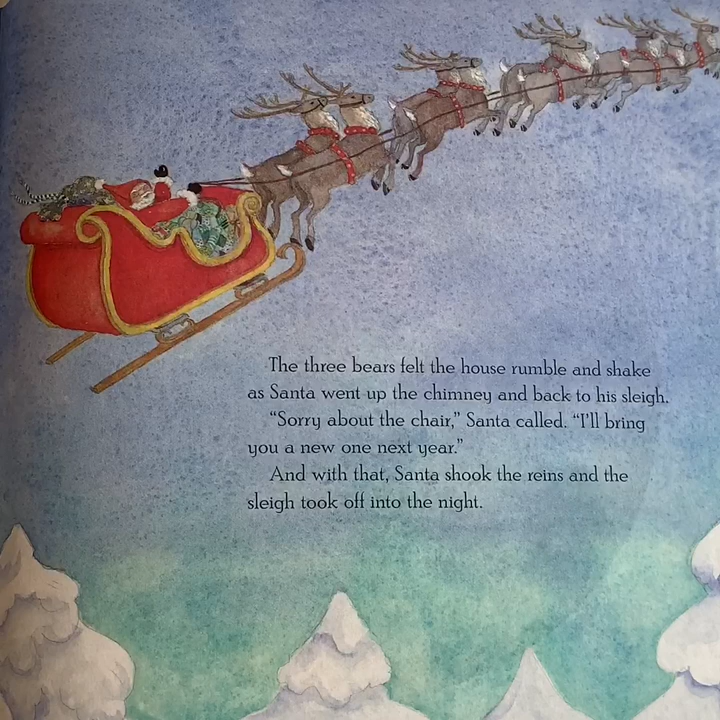 The three bears felt the house rumble and shake
as Santa went up the chimney and back to his sleigh.
“Sorry about the chair,” Santa called. “I’ll bring
you a new one next year.”
And with that, Santa shook the reins and the
sleigh took off into the night.